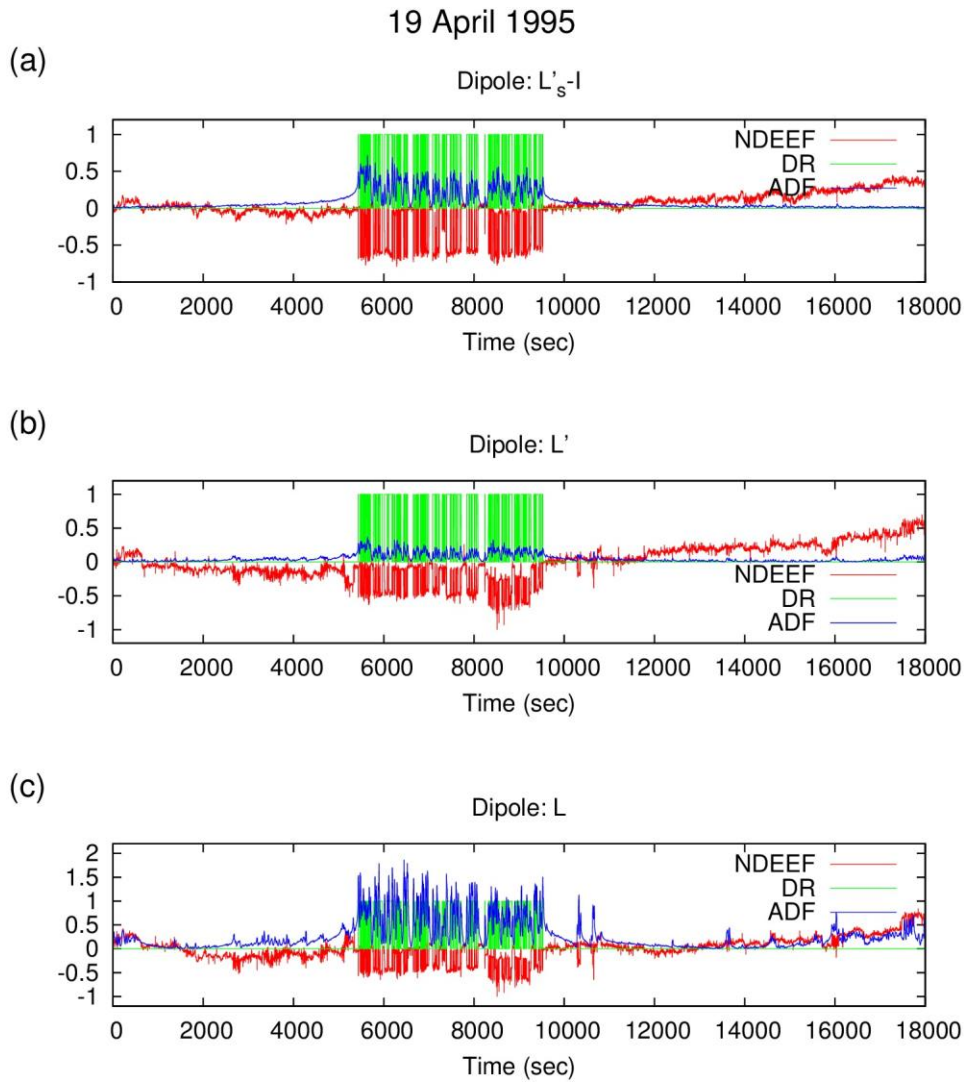 19 April 1995
(a)
Dipole: L's-I
NDEEF
DR
ADF
1
0.5
0
-0.5
-1
0 2000 4000 6000 8000 10000 12000 14000 16000 18000
Time (sec)
(b)
Dipole: L'
1
0.5
0
-0.5
-1
NDEEF
DR
ADF
0 2000 4000 6000 8000 10000 12000 14000 16000 18000
Time (sec)
(c)
Dipole: L
NDEEF
DR
ADF
2
1.5
1
0.5
0
-0.5
-1
0 2000 4000 6000 8000 10000 12000 14000 16000 18000
Time (sec)